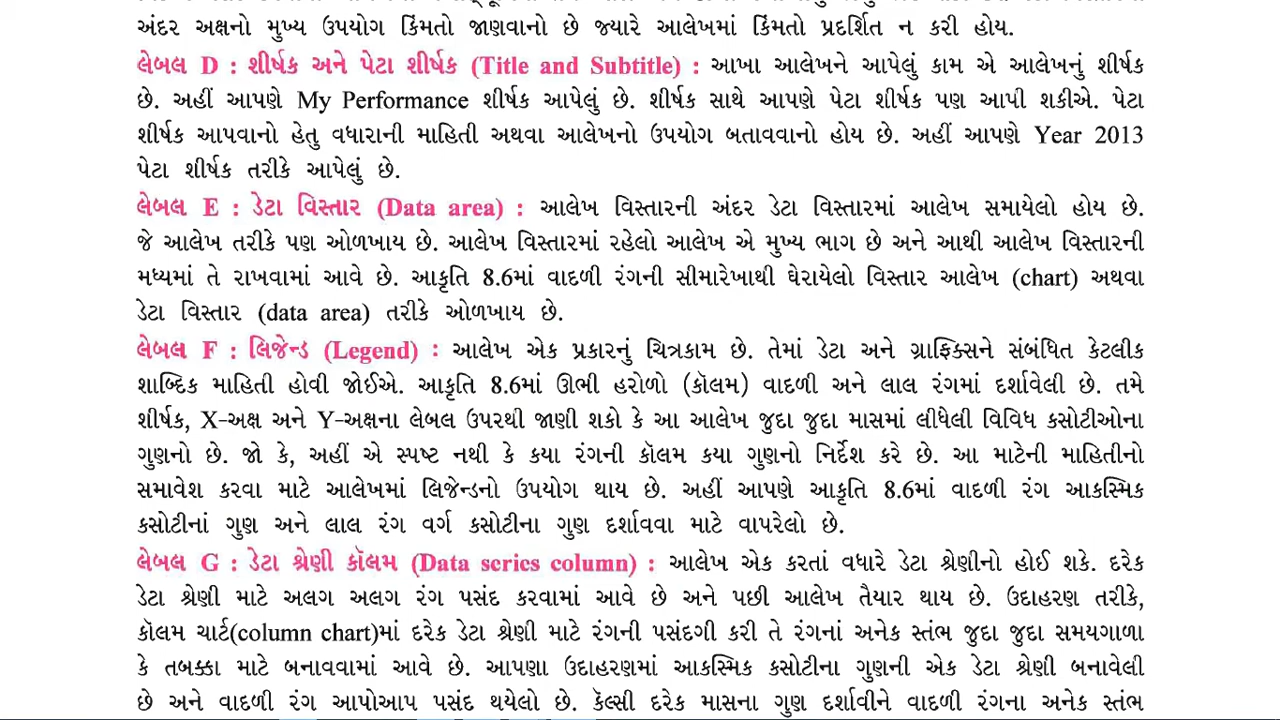 અંદર અક્ષનો મુખ્ય ઉપયોગ કિંમતો જાણવાનો છે જ્યારે આલેખમાં કિંમતો પ્રદર્શિત ન કરી હોય.
લેબલ D : શીર્ષક અને પેટા શીર્ષક (Title and Subtitle) : આખા આલેખને આપેલું કામ એ આલેખનું શીર્ષક
છે. અહીં આપણે My Performance શીર્ષક આપેલું છે. શીર્ષક સાથે આપણે પેટા શીર્ષક પણ આપી શકીએ. પેટા
શીર્ષક આપવાનો હેતુ વધારાની માહિતી અથવા આલેખનો ઉપયોગ બતાવવાનો હોય છે. અહીં આપણે Year 2013
પેટા શીર્ષક તરીકે આપેલું છે.
લેબલ E : ડેટા વિસ્તાર (Data area) : આલેખ વિસ્તારની અંદર ડેટા વિસ્તારમાં આલેખ સમાયેલો હોય છે.
જે આલેખ તરીકે પણ ઓળખાય છે. આલેખ વિસ્તારમાં રહેલો આલેખ એ મુખ્ય ભાગ છે અને આથી આલેખ વિસ્તારની
મધ્યમાં તે રાખવામાં આવે છે. આકૃતિ 8.6માં વાદળી રંગની સીમારેખાથી ઘેરાયેલો વિસ્તાર આલેખ (chart) અથવા
ડેટા વિસ્તાર (data area) તરીકે ઓળખાય છે.
લેબલ F : લિજેન્ડ (Legend) : આલેખ એક પ્રકારનું ચિત્રકામ છે. તેમાં ડેટા અને ગ્રાફિક્સને સંબંધિત કેટલીક
શાબ્દિક માહિતી હોવી જોઈએ. આકૃતિ 8.6માં ઊભી હરોળો (કૉલમ) વાદળી અને લાલ રંગમાં દર્શાવેલી છે. તમે
શીર્ષક, X-અક્ષ અને Y-અક્ષના લેબલ ઉપરથી જાણી શકો કે આ આલેખ જુદા જુદા માસમાં લીધેલી વિવિધ કસોટીઓના
ગુણનો છે. જો કે, અહીં એ સ્પષ્ટ નથી કે કયા રંગની કૉલમ કયા ગુણનો નિર્દેશ કરે છે. આ માટેની માહિતીનો
સમાવેશ કરવા માટે આલેખમાં લિજેન્ડનો ઉપયોગ થાય છે. અહીં આપણે આકૃતિ 8.6માં વાદળી રંગ આકસ્મિક
કસોટીનાં ગુણ અને લાલ રંગ વર્ગ કસોટીના ગુણ દર્શાવવા માટે વાપરેલો છે.
લેબલ G : ડેટા શ્રેણી કૉલમ (Data series column) : આલેખ એક કરતાં વધારે ડેટા શ્રેણીનો હોઈ શકે. દરેક
ડેટા શ્રેણી માટે અલગ અલગ રંગ પસંદ કરવામાં આવે છે અને પછી આલેખ તૈયાર થાય છે. ઉદાહરણ તરીકે,
કૉલમ ચાર્ટ(column chart)માં દરેક ડેટા શ્રેણી માટે રંગની પસંદગી કરી તે રંગનાં અનેક સ્તંભ જુદા જુદા સમયગાળા
કે તબક્કા માટે બનાવવામાં આવે છે. આપણા ઉદાહરણમાં આકસ્મિક કસોટીના ગુણની એક ડેટા શ્રેણી બનાવેલી
છે અને વાદળી રંગ આપોઆપ પસંદ થયેલો છે. કૅલ્સી દરેક માસના ગુણ દર્શાવીને વાદળી રંગના અનેક સ્તંભ